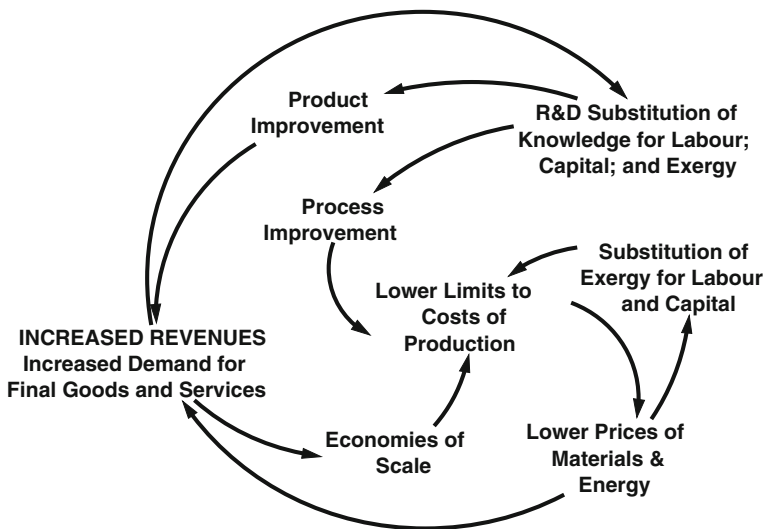 Product
Improvement
R&D Substitution of
Knowledge for Labour;
Capital; and Exergy
Process
Improvement
Substitution of
Exergy for Labour
and Capital
Lower Limits to
Costs of
Production
INCREASED REVENUES
Increased Demand for
Final Goods and Services
Economies of
Scale
Lower Prices of
Materials &
Energy